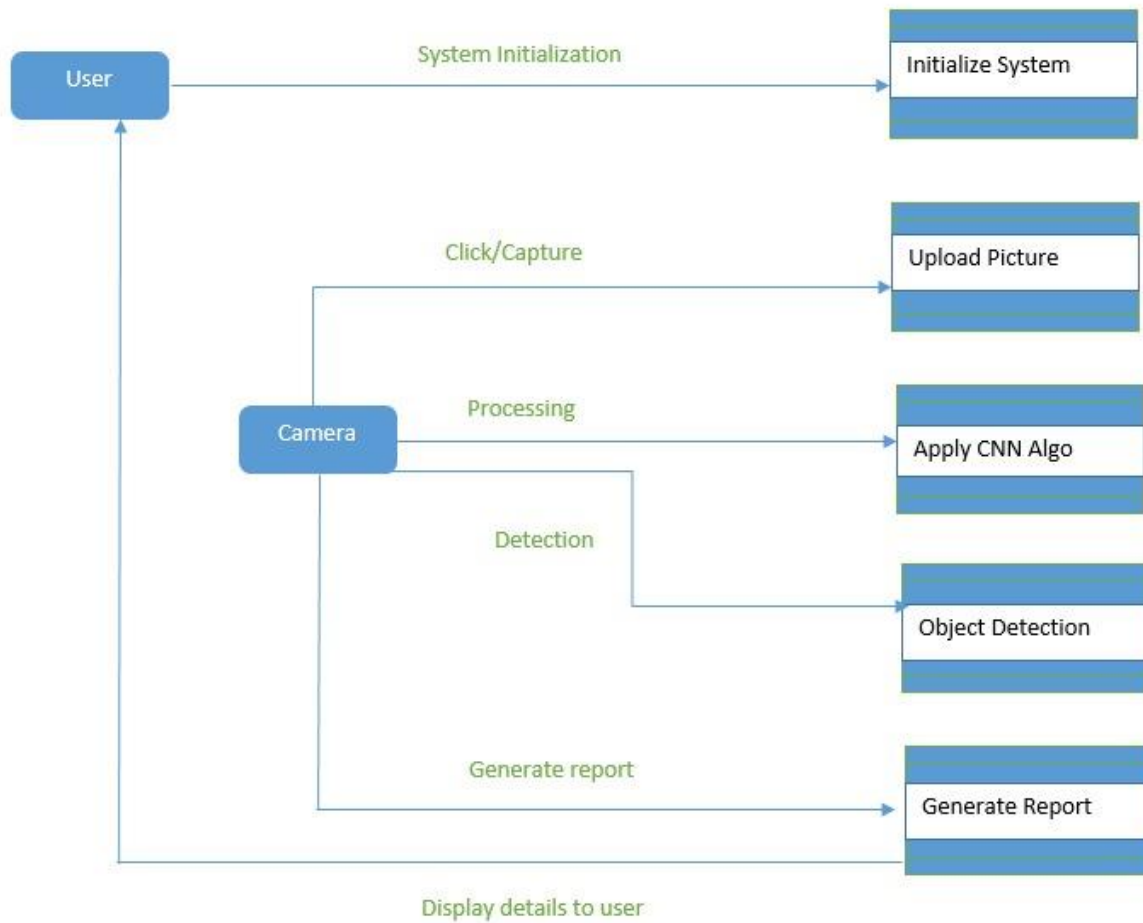 System Initialization
User
Initialize System
Click/Capture
Upload Picture
Processing
Camera
Apply CNN Algo
Detection
Object Detection
Generate report
Generate Report
Display details to user